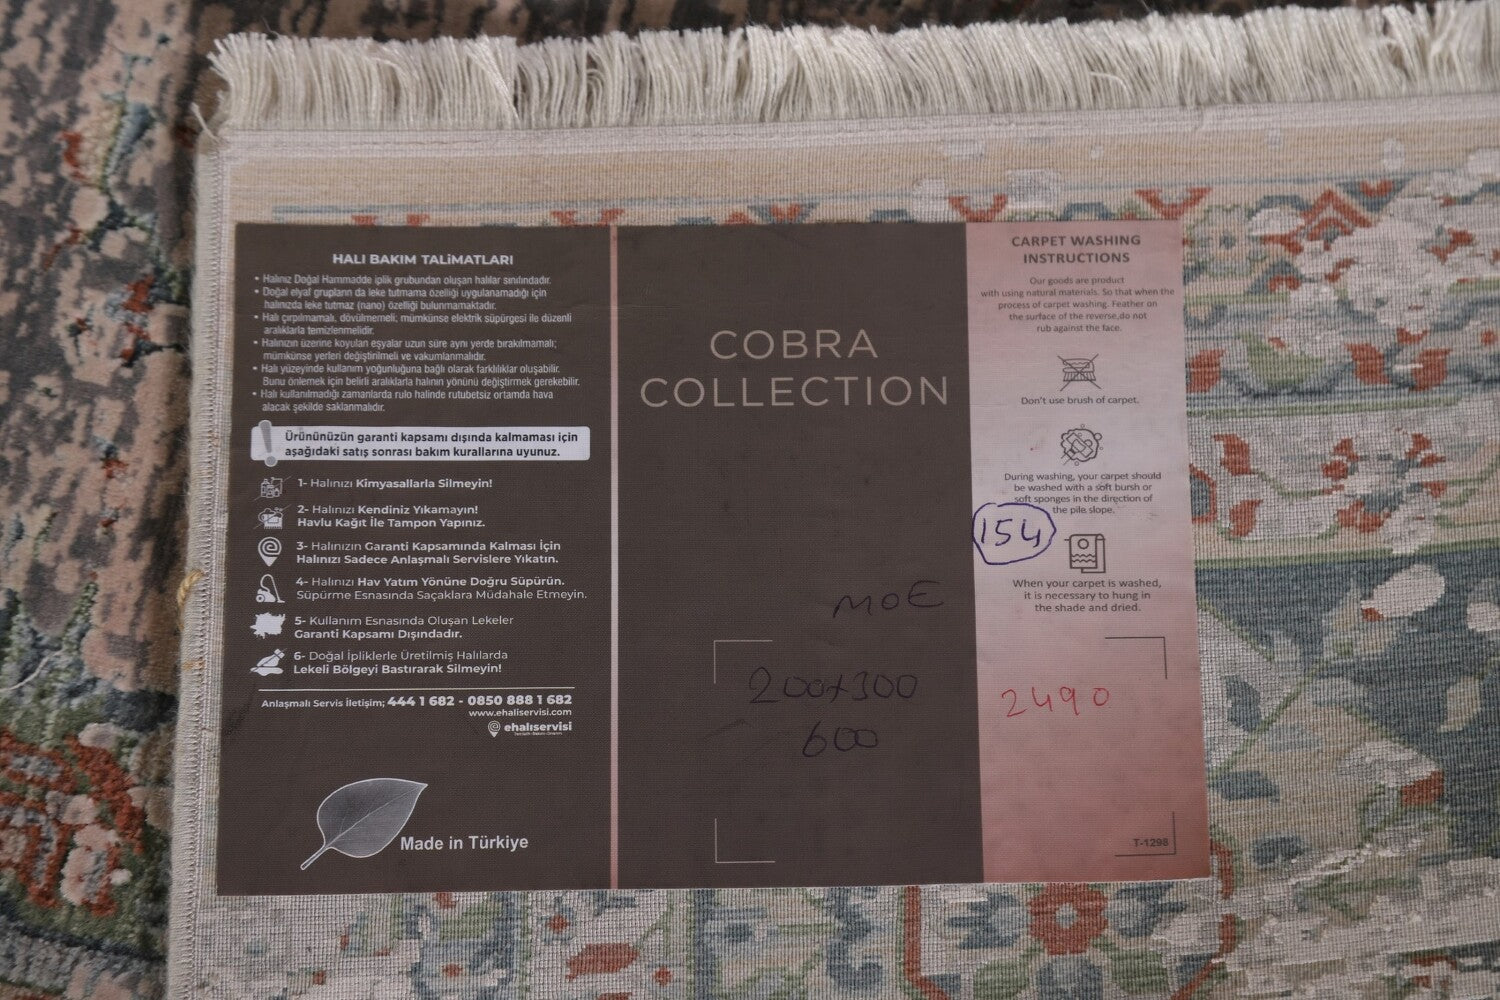 HALI BAKIM TALİMATLARI
• Halınız Doğal Hammadde iplik grubundan oluşan halılar sınılındadır.
• Doğal elyaf grupların da leke tutmama özelliği uygulanamadığı için
halınızda leke tutmaz (nano) özelliği bulunmamaktadır.
• Halı çırpılmamalı, dövülmemeli; mümkünse elektrik süpürgesi ile düzenli
aralıklarla temizlenmelidir.
• Halınızın üzerine koyulan eşyalar uzun süre aynı yerde bırakılmamalı;
mümkünse yerleri değiştirilmeli ve vakumlanmalıdır.
• Halı yüzeyinde kullanım yoğunluğuna bağlı olarak farklılıklar oluşabilir.
Bunu önlemek için belirli aralıklarla halının yönünü değiştirmek gerekebilir.
• Halı kullanılmadığı zamanlarda rulo halinde rutubetsiz ortamda hava
alacak şekilde saklanmalıdır.
Ürününüzün garanti kapsamı dışında kalmaması için
aşağıdaki satış sonrası bakım kurallarına uyunuz.
1- Halınızı Kimyasallarla Silmeyin!
2- Halınızı Kendiniz Yıkamayın!
Havlu Kağıt İle Tampon Yapınız.
3- Halınızın Garanti Kapsamında Kalması İçin
Halınızı Sadece Anlaşmalı Servislere Yıkatın.
4- Halınızı Hav Yatım Yönüne Doğru Süpürün.
Süpürme Esnasında Saçaklara Müdahale Etmeyin.
5- Kullanım Esnasında Oluşan Lekeler
Garanti Kapsamı Dışındadır.
6- Doğal İpliklerle Üretilmiş Halılarda
Lekeli Bölgeyi Bastırarak Silmeyin!
Anlaşmalı Servis İletişim; 444 1 682 - 0850 888 1 682
www.ehaliservisi.com
ehalıservisi
Made in Türkiye
COBRA
COLLECTION
MOE
200x300
600
CARPET WASHING
INSTRUCTIONS
Our goods are product
with using natural materials. So that when the
process of carpet washing. Feather on
the surface of the reverse,do not
rub against the face.
Don't use brush of carpet.
During washing, your carpet should
be washed with a soft bursh or
soft sponges in the direction of
the pile slope.
154
When your carpet is washed,
it is necessary to hung in
the shade and dried.
2490
T-1298